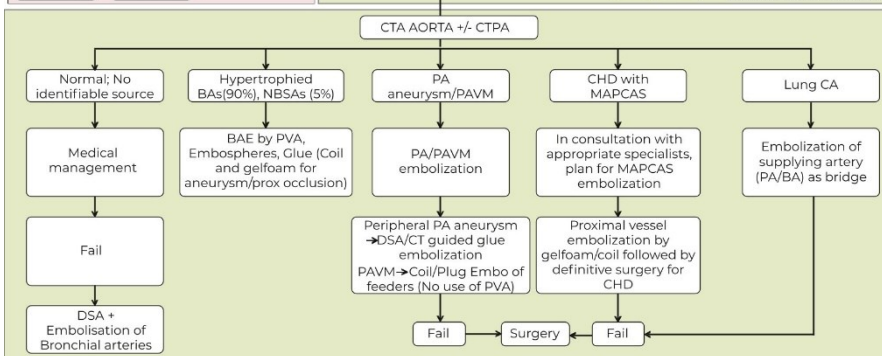 CTA AORTA +/- CTPA
Normal; No
identifiable source
Hypertrophied
BAs(90%), NBSAs (5%)
PA
aneurysm/PAVM
CHD with
MAPCAS
Lung CA
Medical
management
BAE by PVA,
Embospheres, Glue (Coil
and gelfoam for
aneurysm/prox occlusion)
PA/PAVM
embolization
In consultation with
appropriate specialists,
plan for MAPCAS
embolization
Embolization of
supplying artery
(PA/BA) as bridge
Fail
Peripheral PA aneurysm
→DSA/CT guided glue
embolization
PAVM→Coil/Plug Embo of
feeders (No use of PVA)
Proximal vessel
embolization by
gelfoam/coil followed by
definitive surgery for
CHD
DSA +
Embolisation of
Bronchial arteries
Fail
Surgery
Fail